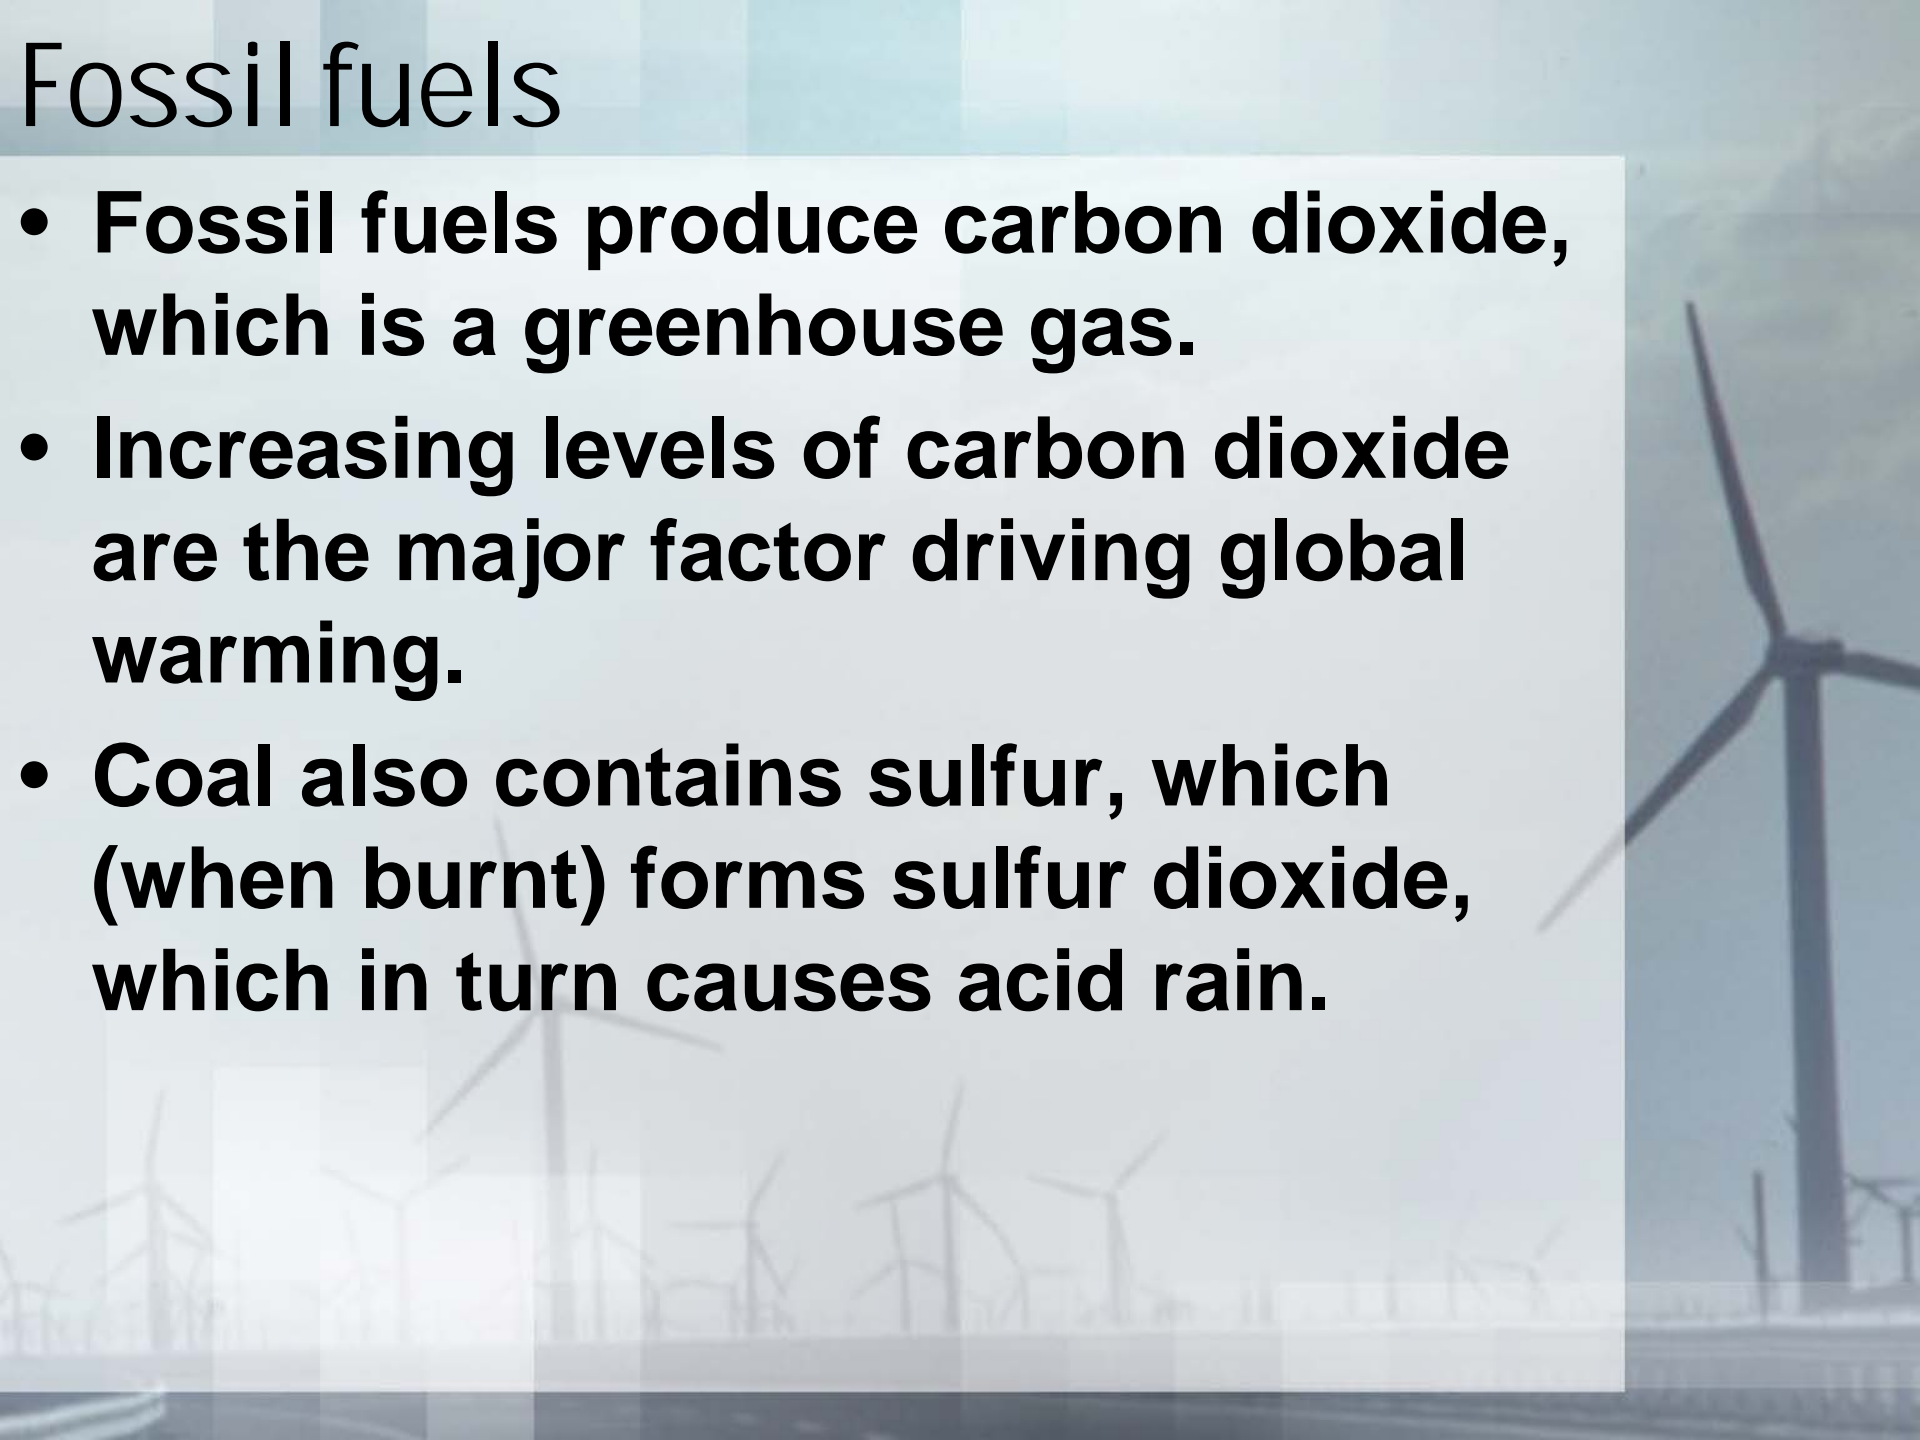 Fossil fuels
• Fossil fuels produce carbon dioxide,
which is a greenhouse gas.
• Increasing levels of carbon dioxide
are the major factor driving global
warming.
• Coal also contains sulfur, which
(when burnt) forms sulfur dioxide,
which in turn causes acid rain.